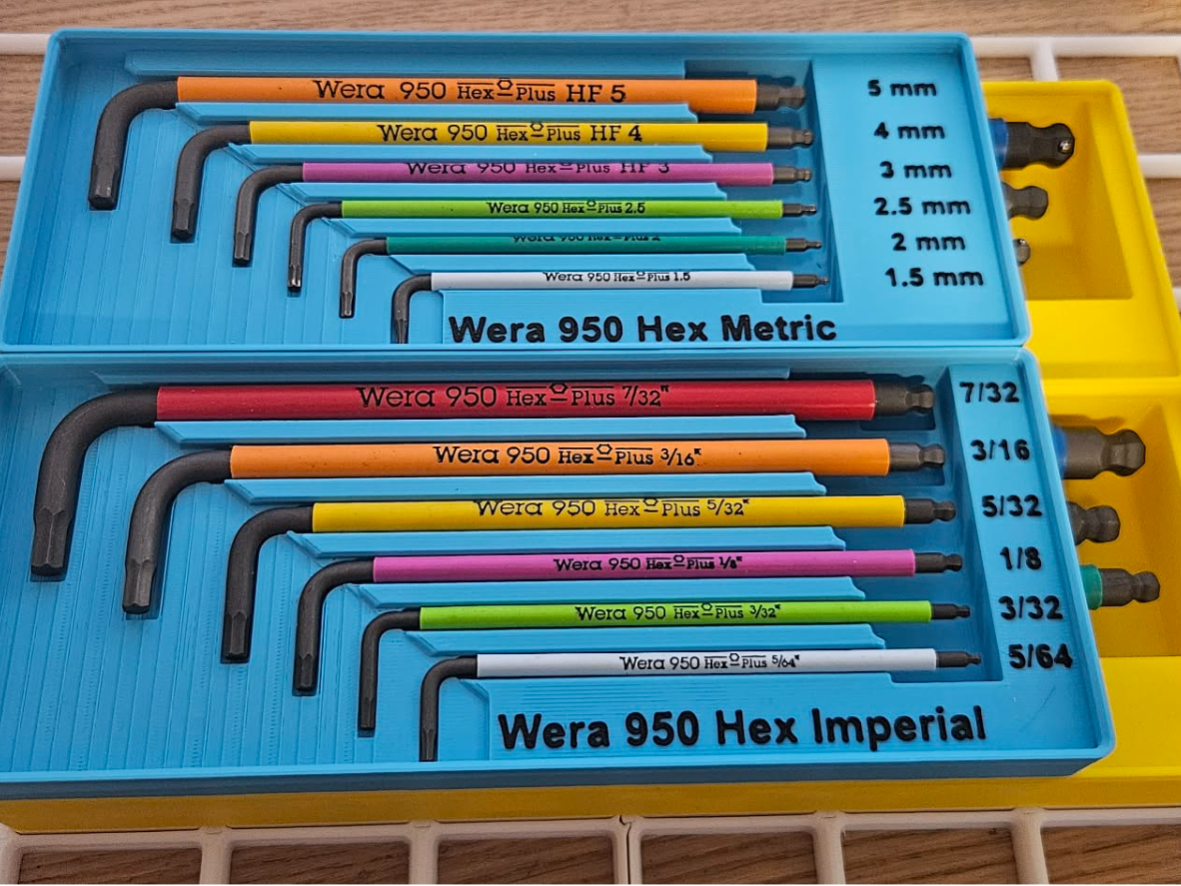 Wera 950 Hex Plus HF 5 5 mm
Wera 950 Hex Plus HF 4 4 mm
Wera 950 Hex Plus HF 3 3 mm
Wera 950 Hex Plus 2.5 2.5 mm
Wera 950 Hex Plus 2 2 mm
Wera 950 Hex Plus 1.5 1.5 mm
Wera 950 Hex Metric
Wera 950 Hex Plus 7/32" 7/32
Wera 950 Hex Plus 3/16" 3/16
Wera 950 Hex Plus 5/32" 5/32
Wera 950 Hex Plus 1/8" 1/8
Wera 950 Hex Plus 3/32" 3/32
Wera 950 Hex Plus 5/64" 5/64
Wera 950 Hex Imperial